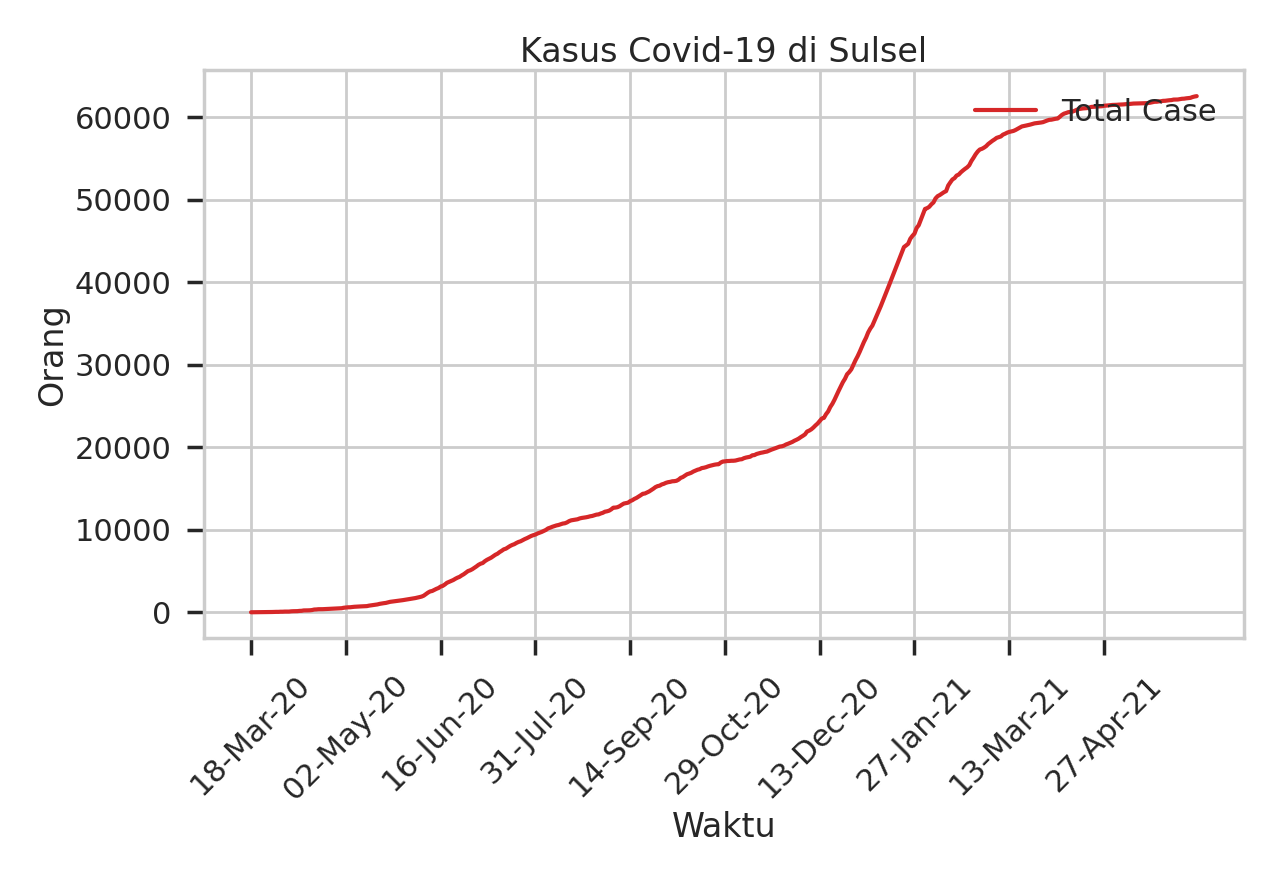 Kasus Covid-19 di Sulsel
Total Case
60000
50000
40000
30000
20000
10000
0
Orang
18-Mar-20
02-May-20
16-Jun-20
31-Jul-20
14-Sep-20
29-Oct-20
13-Dec-20
27-Jan-21
13-Mar-21
27-Apr-21
Waktu